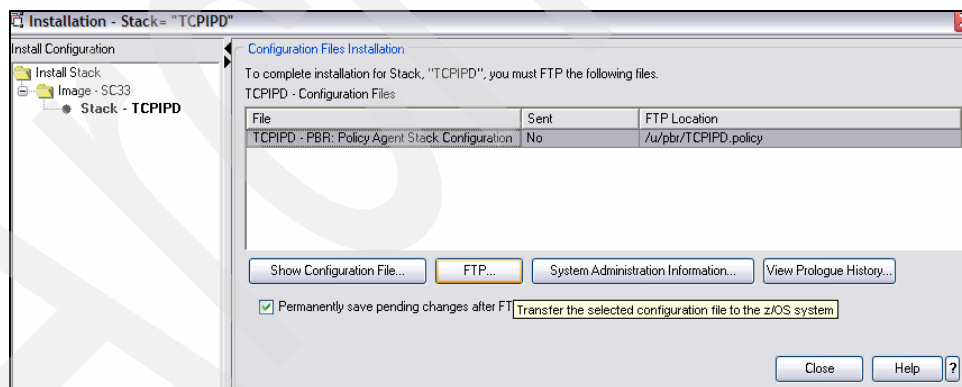 Installation - Stack= "TCPIPD"
Install Configuration
Install Stack
Image - SC33
Stack - TCPIPD
Configuration Files Installation
To complete installation for Stack, "TCPIPD", you must FTP the following files.
TCPIPD - Configuration Files
File Sent FTP Location
TCPIPD - PBR: Policy Agent Stack Configuration No /u/pbr/TCPIPD.policy
Show Configuration File... FTP... System Administration Information... View Prologue History...
Permanently save pending changes after FT
Transfer the selected configuration file to the z/OS system
Close Help ?